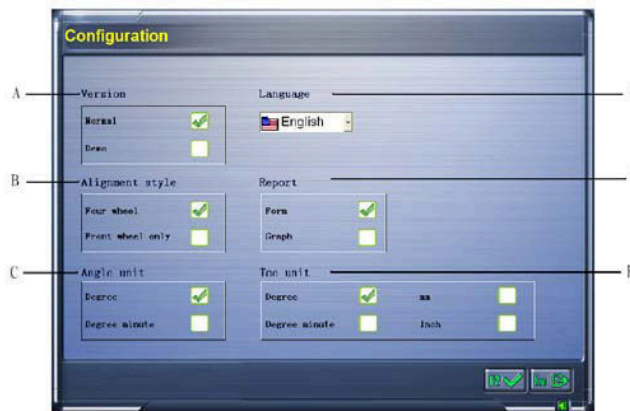 Configuration
A Version Language
Normal English
Demo
B Alignment style Report
Four wheel Form
Front wheel only Graph
C Angle unit Toe unit
Degree Degree mm
Degree minute Degree minute Inch